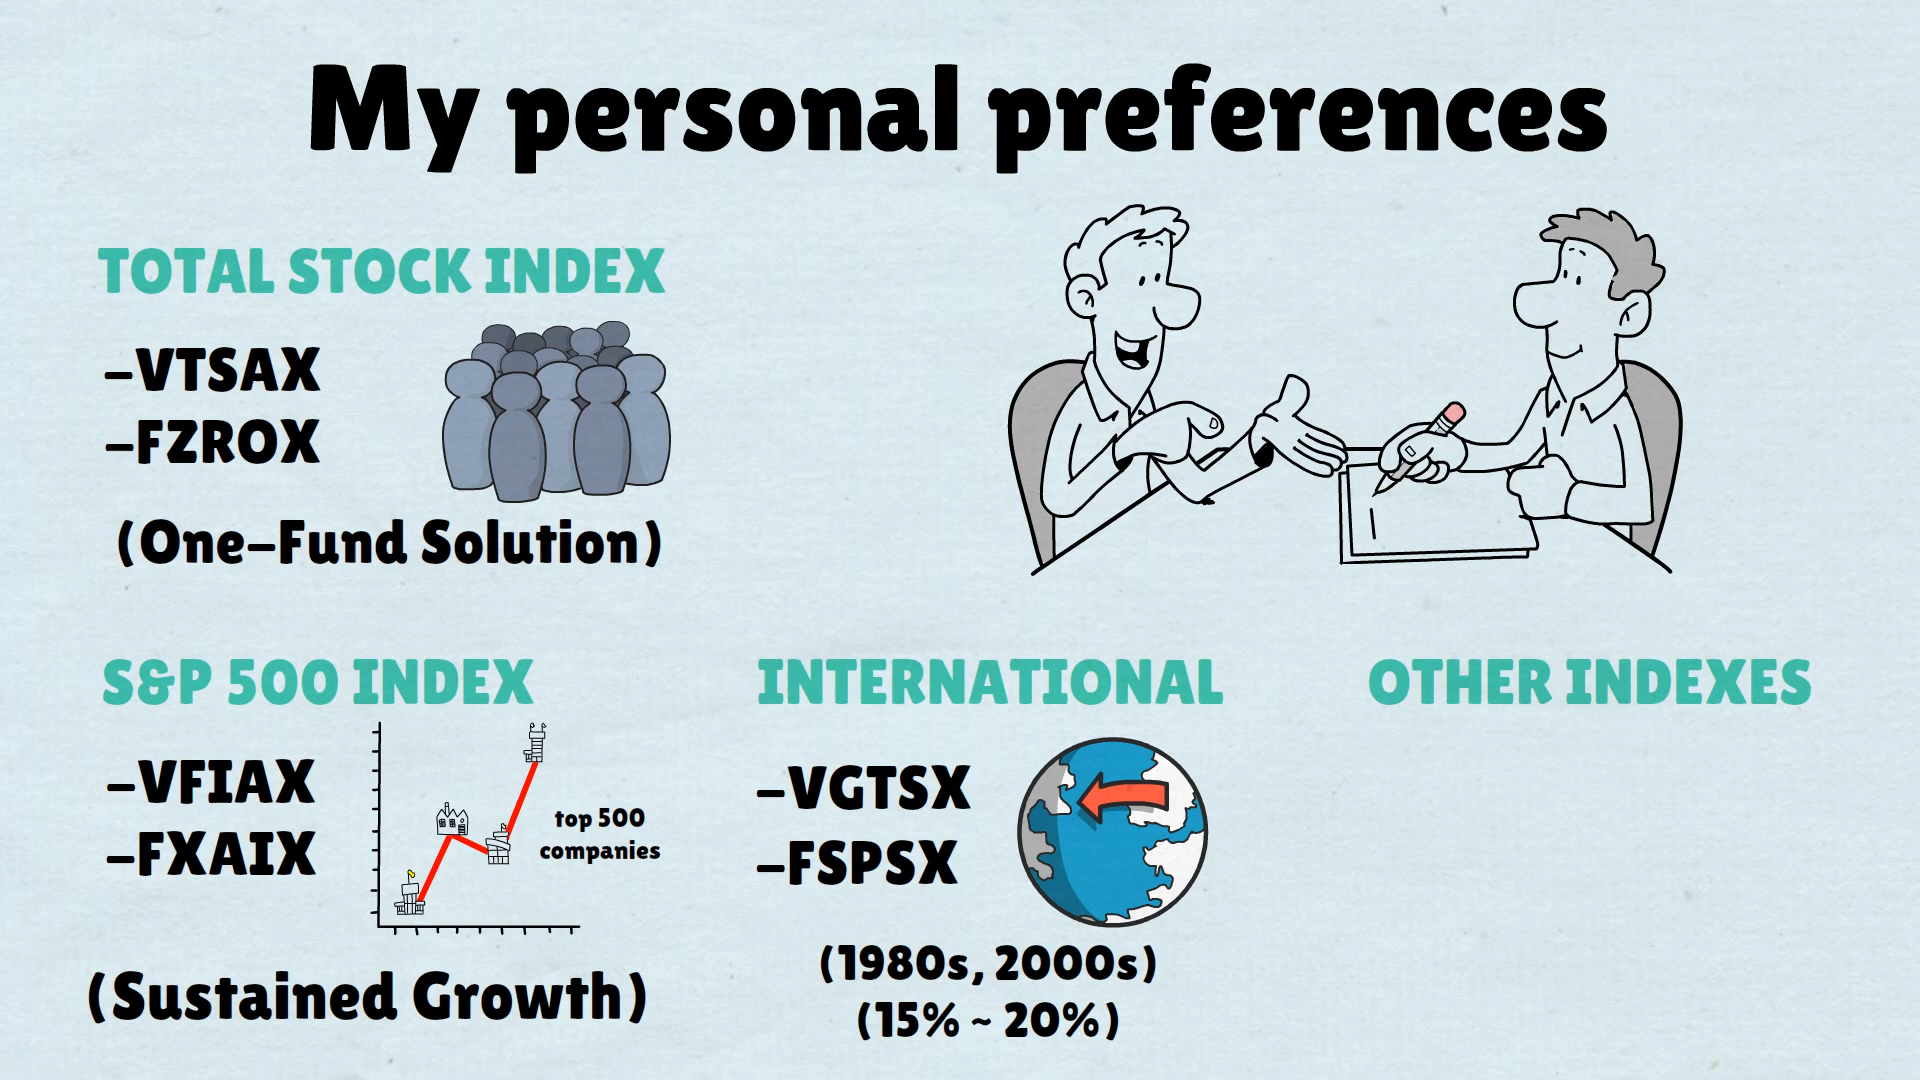 My personal preferences
TOTAL STOCK INDEX
-VTSAX
-FZROX
(One-Fund Solution)
S&P 500 INDEX
-VFIAX
-FXAIX
top 500
companies
(Sustained Growth)
INTERNATIONAL
-VGTSX
-FSPSX
(1980s, 2000s)
(15% ~ 20%)
OTHER INDEXES